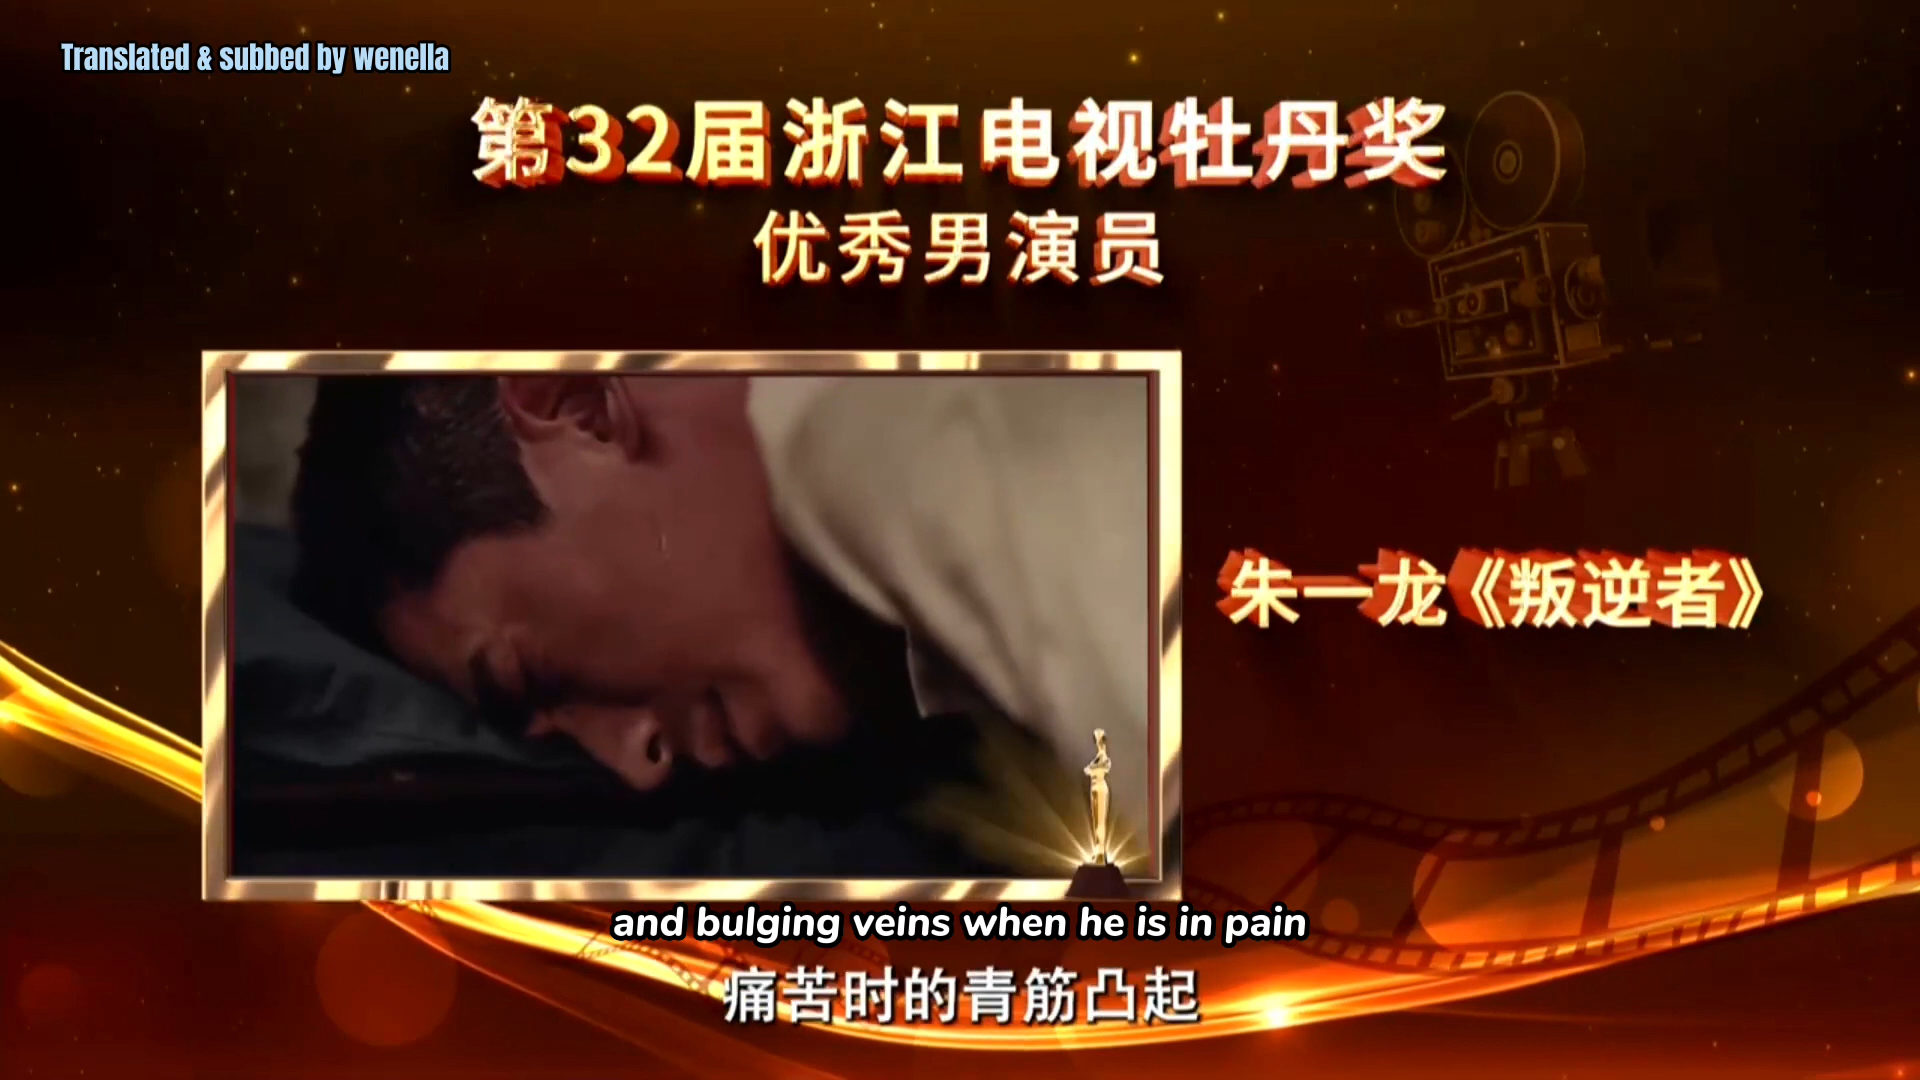 Translated & subbed by wenella
第32届浙江电视牡丹奖
优秀男演员
朱一龙《叛逆者》
and bulging veins when he is in pain
痛苦时的青筋凸起